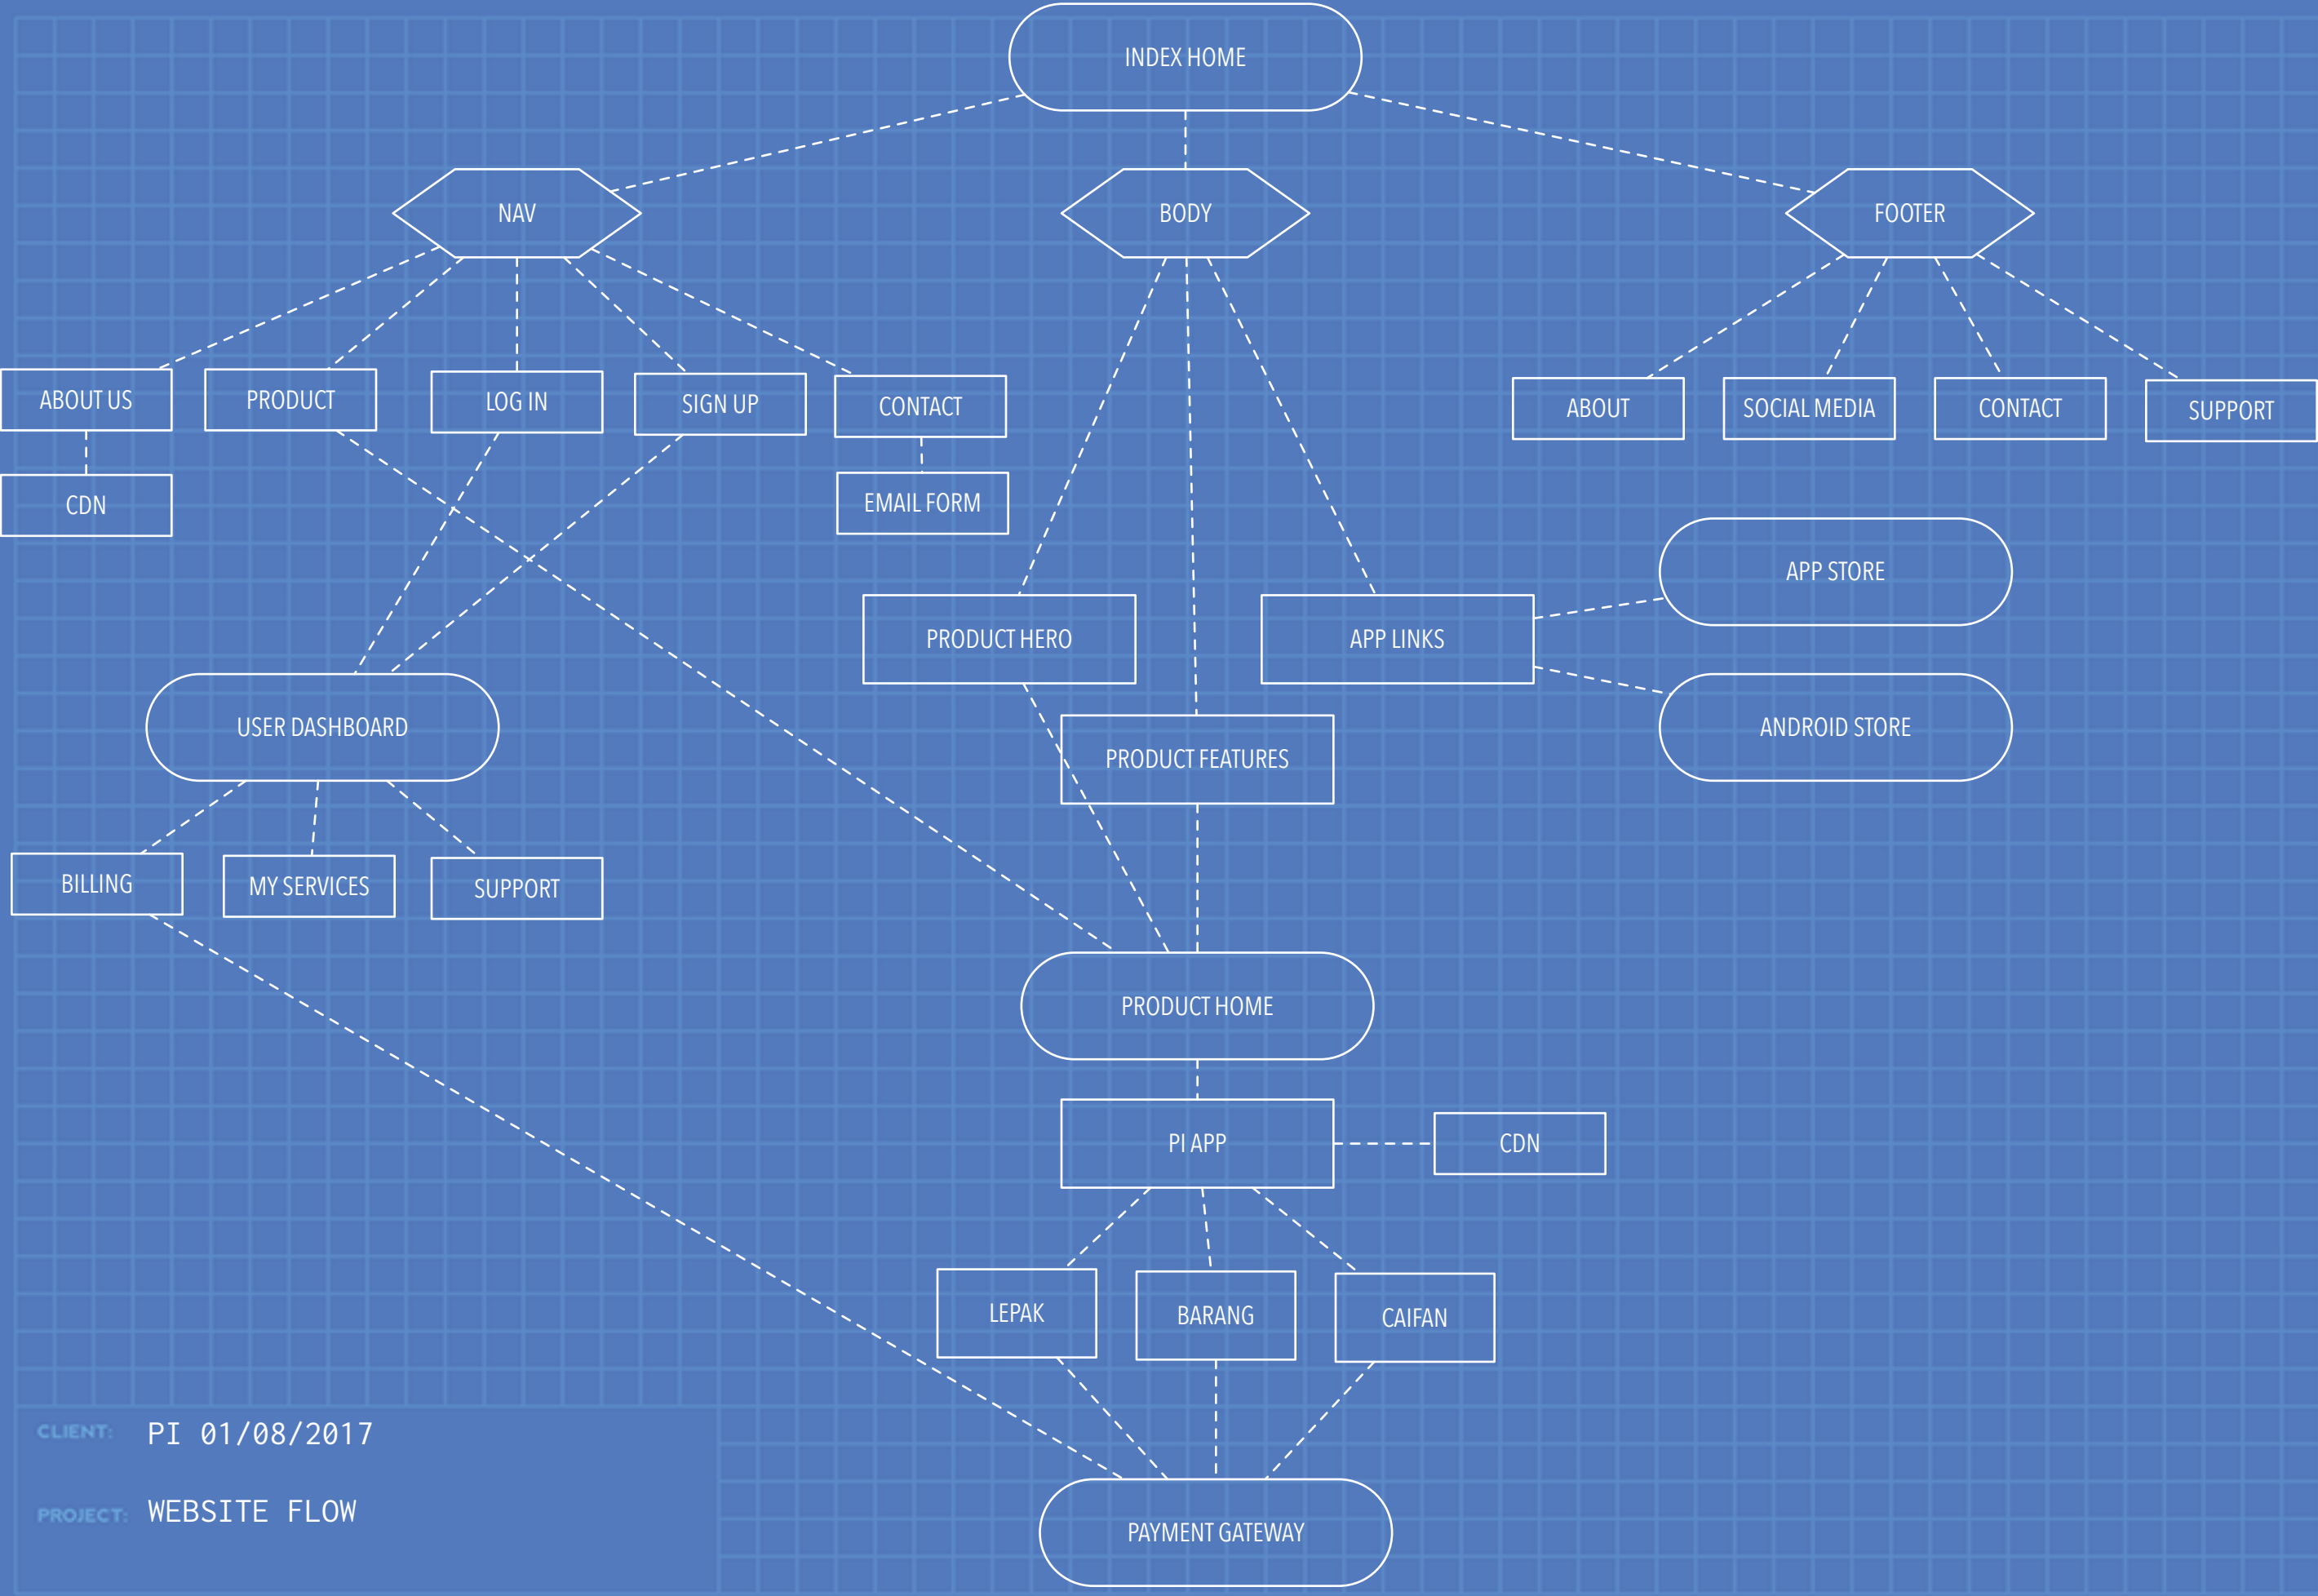 INDEX HOME
NAV
BODY
FOOTER
ABOUT US
PRODUCT
LOG IN
SIGN UP
CONTACT
ABOUT
SOCIAL MEDIA
CONTACT
SUPPORT
CDN
EMAIL FORM
APP STORE
PRODUCT HERO
APP LINKS
USER DASHBOARD
PRODUCT FEATURES
ANDROID STORE
BILLING
MY SERVICES
SUPPORT
PRODUCT HOME
PI APP
CDN
LEPAK
BARANG
CAIFAN
CLIENT: PI 01/08/2017
PROJECT: WEBSITE FLOW
PAYMENT GATEWAY